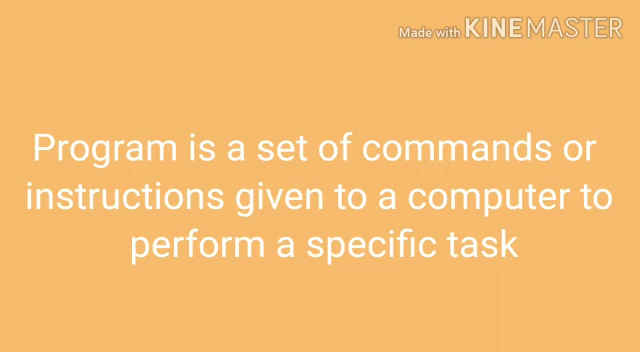 Made with KINEMASTER
Program is a set of commands or
instructions given to a computer to
perform a specific task